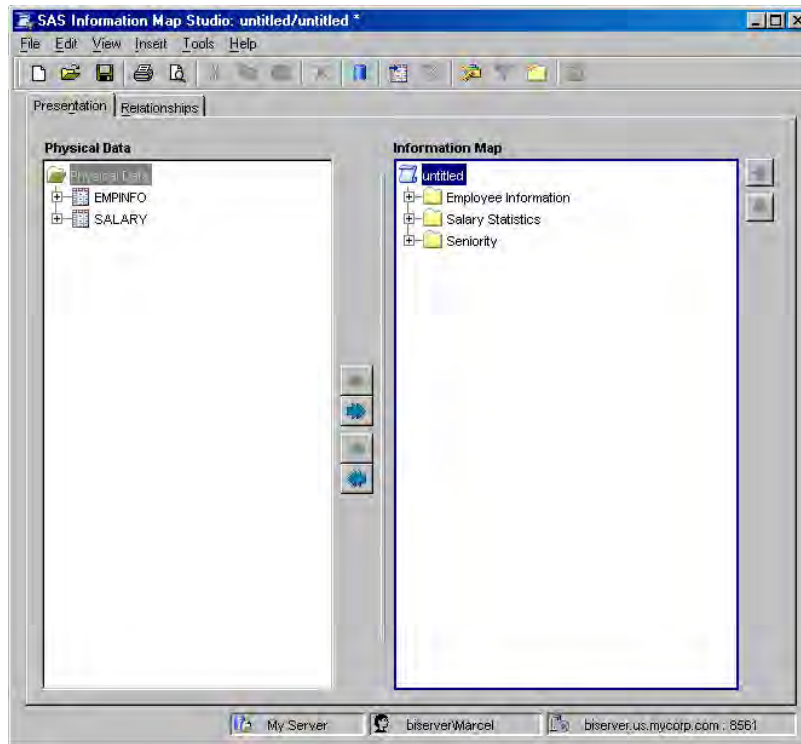 SAS Information Map Studio: untitled/untitled *
File Edit View Insert Tools Help
Presentation Relationships
Physical Data
Information Map
Physical Data
EMPINFO
SALARY
untitled
Employee Information
Salary Statistics
Seniority
My Server
biserver\Marcel
biserver.us.mycorp.com : 8561